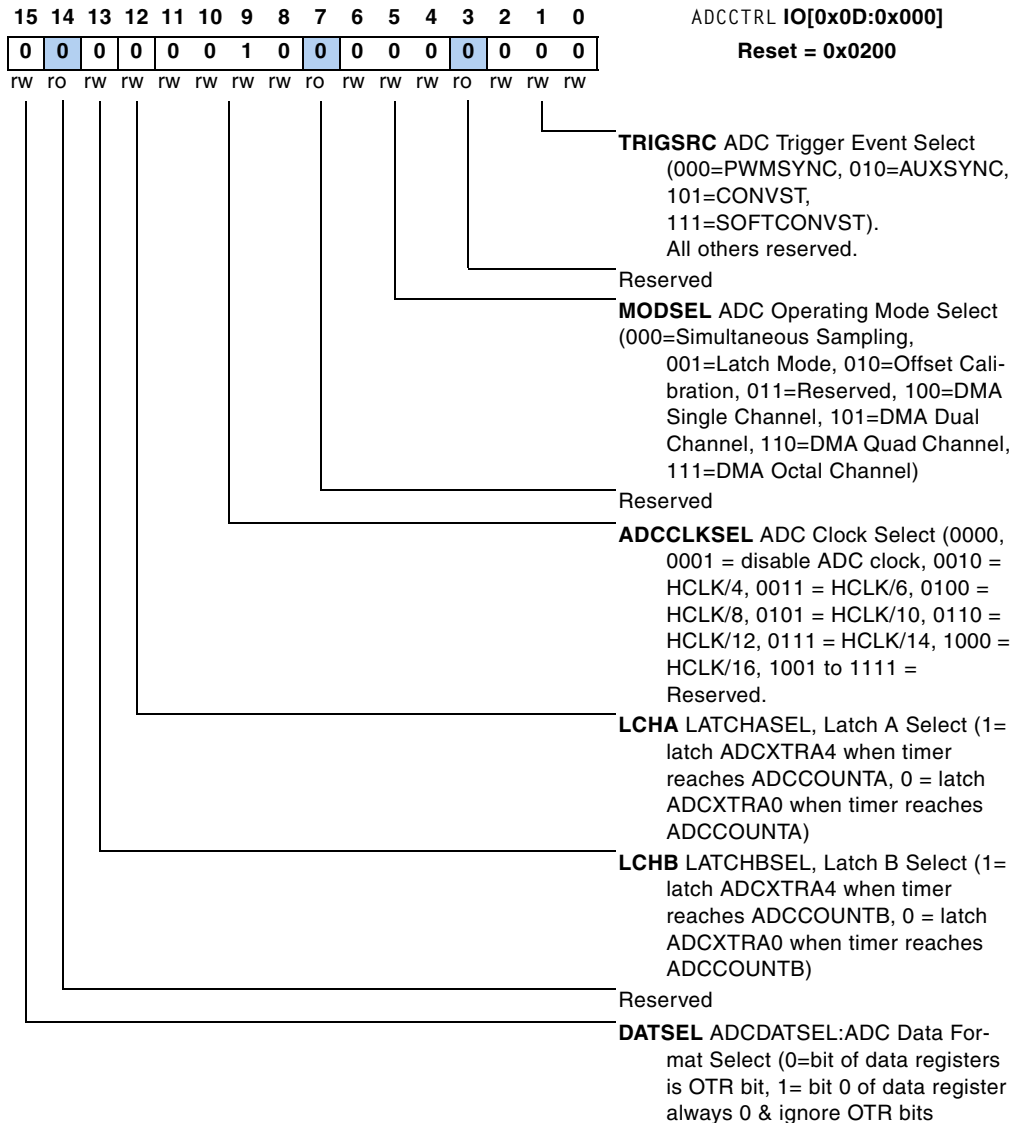 15 14 13 12 11 10 9 8 7 6 5 4 3 2 1 0
ADCCTRL IO[0x0D:0x000]
0 0 0 0 0 0 1 0 0 0 0 0 0 0 0 0
Reset = 0x0200
rw ro rw rw rw rw rw rw ro rw rw rw ro rw rw rw
TRIGSRC ADC Trigger Event Select
(000=PWMSYNC, 010=AUXSYNC,
101=CONVST,
111=SOFTCONVST).
All others reserved.
Reserved
MODSEL ADC Operating Mode Select
(000=Simultaneous Sampling,
001=Latch Mode, 010=Offset Cali-
bration, 011=Reserved, 100=DMA
Single Channel, 101=DMA Dual
Channel, 110=DMA Quad Channel,
111=DMA Octal Channel)
Reserved
ADCCLKSEL ADC Clock Select (0000,
0001 = disable ADC clock, 0010 =
HCLK/4, 0011 = HCLK/6, 0100 =
HCLK/8, 0101 = HCLK/10, 0110 =
HCLK/12, 0111 = HCLK/14, 1000 =
HCLK/16, 1001 to 1111 =
Reserved.
LCHA LATCHASEL, Latch A Select (1=
latch ADCXTRA4 when timer
reaches ADCCOUNTA, 0 = latch
ADCXTRA0 when timer reaches
ADCCOUNTA)
LCHB LATCHBSEL, Latch B Select (1=
latch ADCXTRA4 when timer
reaches ADCCOUNTB, 0 = latch
ADCXTRA0 when timer reaches
ADCCOUNTB)
Reserved
DATSEL ADCDATSEL:ADC Data For-
mat Select (0=bit of data registers
is OTR bit, 1= bit 0 of data register
always 0 & ignore OTR bits